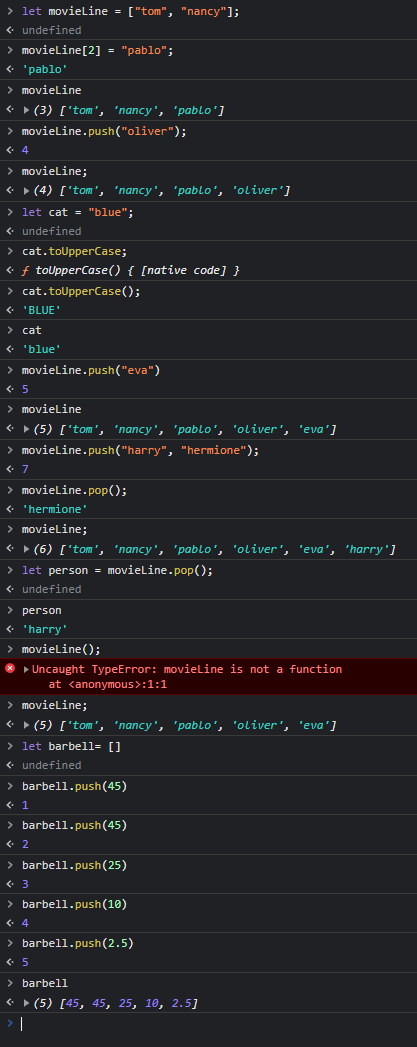 let movieLine = ["tom", "nancy"];
undefined
movieLine[2] = "pablo";
'pablo'
movieLine
(3) ['tom', 'nancy', 'pablo']
movieLine.push("oliver");
4
movieLine;
(4) ['tom', 'nancy', 'pablo', 'oliver']
let cat = "blue";
undefined
cat.toUpperCase;
ƒ toUpperCase() { [native code] }
cat.toUpperCase();
'BLUE'
cat
'blue'
movieLine.push("eva")
5
movieLine
(5) ['tom', 'nancy', 'pablo', 'oliver', 'eva']
movieLine.push("harry", "hermione");
7
movieLine.pop();
'hermione'
movieLine;
(6) ['tom', 'nancy', 'pablo', 'oliver', 'eva', 'harry']
let person = movieLine.pop();
undefined
person
'harry'
movieLine();
Uncaught TypeError: movieLine is not a function
at <anonymous>:1:1
movieLine;
(5) ['tom', 'nancy', 'pablo', 'oliver', 'eva']
let barbell= []
undefined
barbell.push(45)
1
barbell.push(45)
2
barbell.push(25)
3
barbell.push(10)
4
barbell.push(2.5)
5
barbell
(5) [45, 45, 25, 10, 2.5]